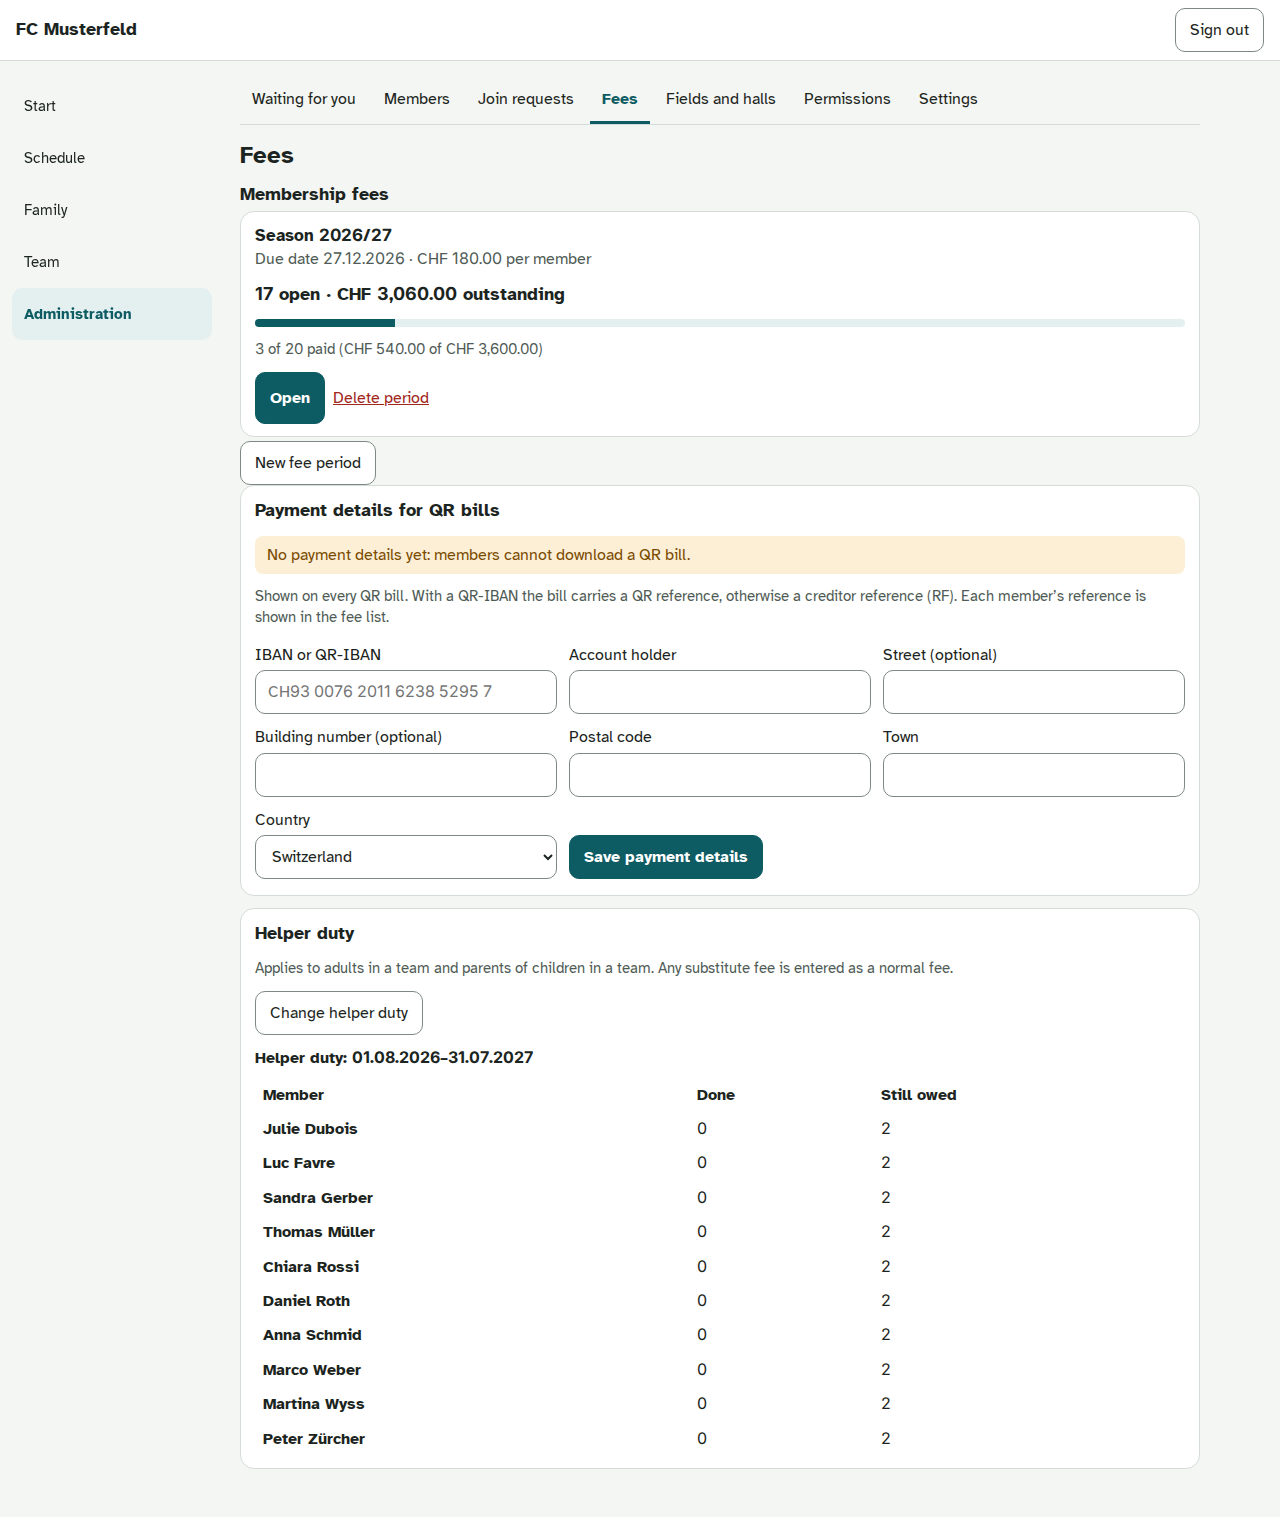 FC Musterfeld
Sign out
Start
Schedule
Family
Team
Administration
Waiting for you Members Join requests Fees Fields and halls Permissions Settings
Fees
Membership fees
Season 2026/27
Due date 27.12.2026 · CHF 180.00 per member
17 open · CHF 3,060.00 outstanding
3 of 20 paid (CHF 540.00 of CHF 3,600.00)
Open Delete period
New fee period
Payment details for QR bills
No payment details yet: members cannot download a QR bill.
Shown on every QR bill. With a QR-IBAN the bill carries a QR reference, otherwise a creditor reference (RF). Each member’s reference is
shown in the fee list.
IBAN or QR-IBAN Account holder Street (optional)
CH93 0076 2011 6238 5295 7
Building number (optional) Postal code Town
Country
Switzerland Save payment details
Helper duty
Applies to adults in a team and parents of children in a team. Any substitute fee is entered as a normal fee.
Change helper duty
Helper duty: 01.08.2026–31.07.2027
Member Done Still owed
Julie Dubois 0 2
Luc Favre 0 2
Sandra Gerber 0 2
Thomas Müller 0 2
Chiara Rossi 0 2
Daniel Roth 0 2
Anna Schmid 0 2
Marco Weber 0 2
Martina Wyss 0 2
Peter Zürcher 0 2